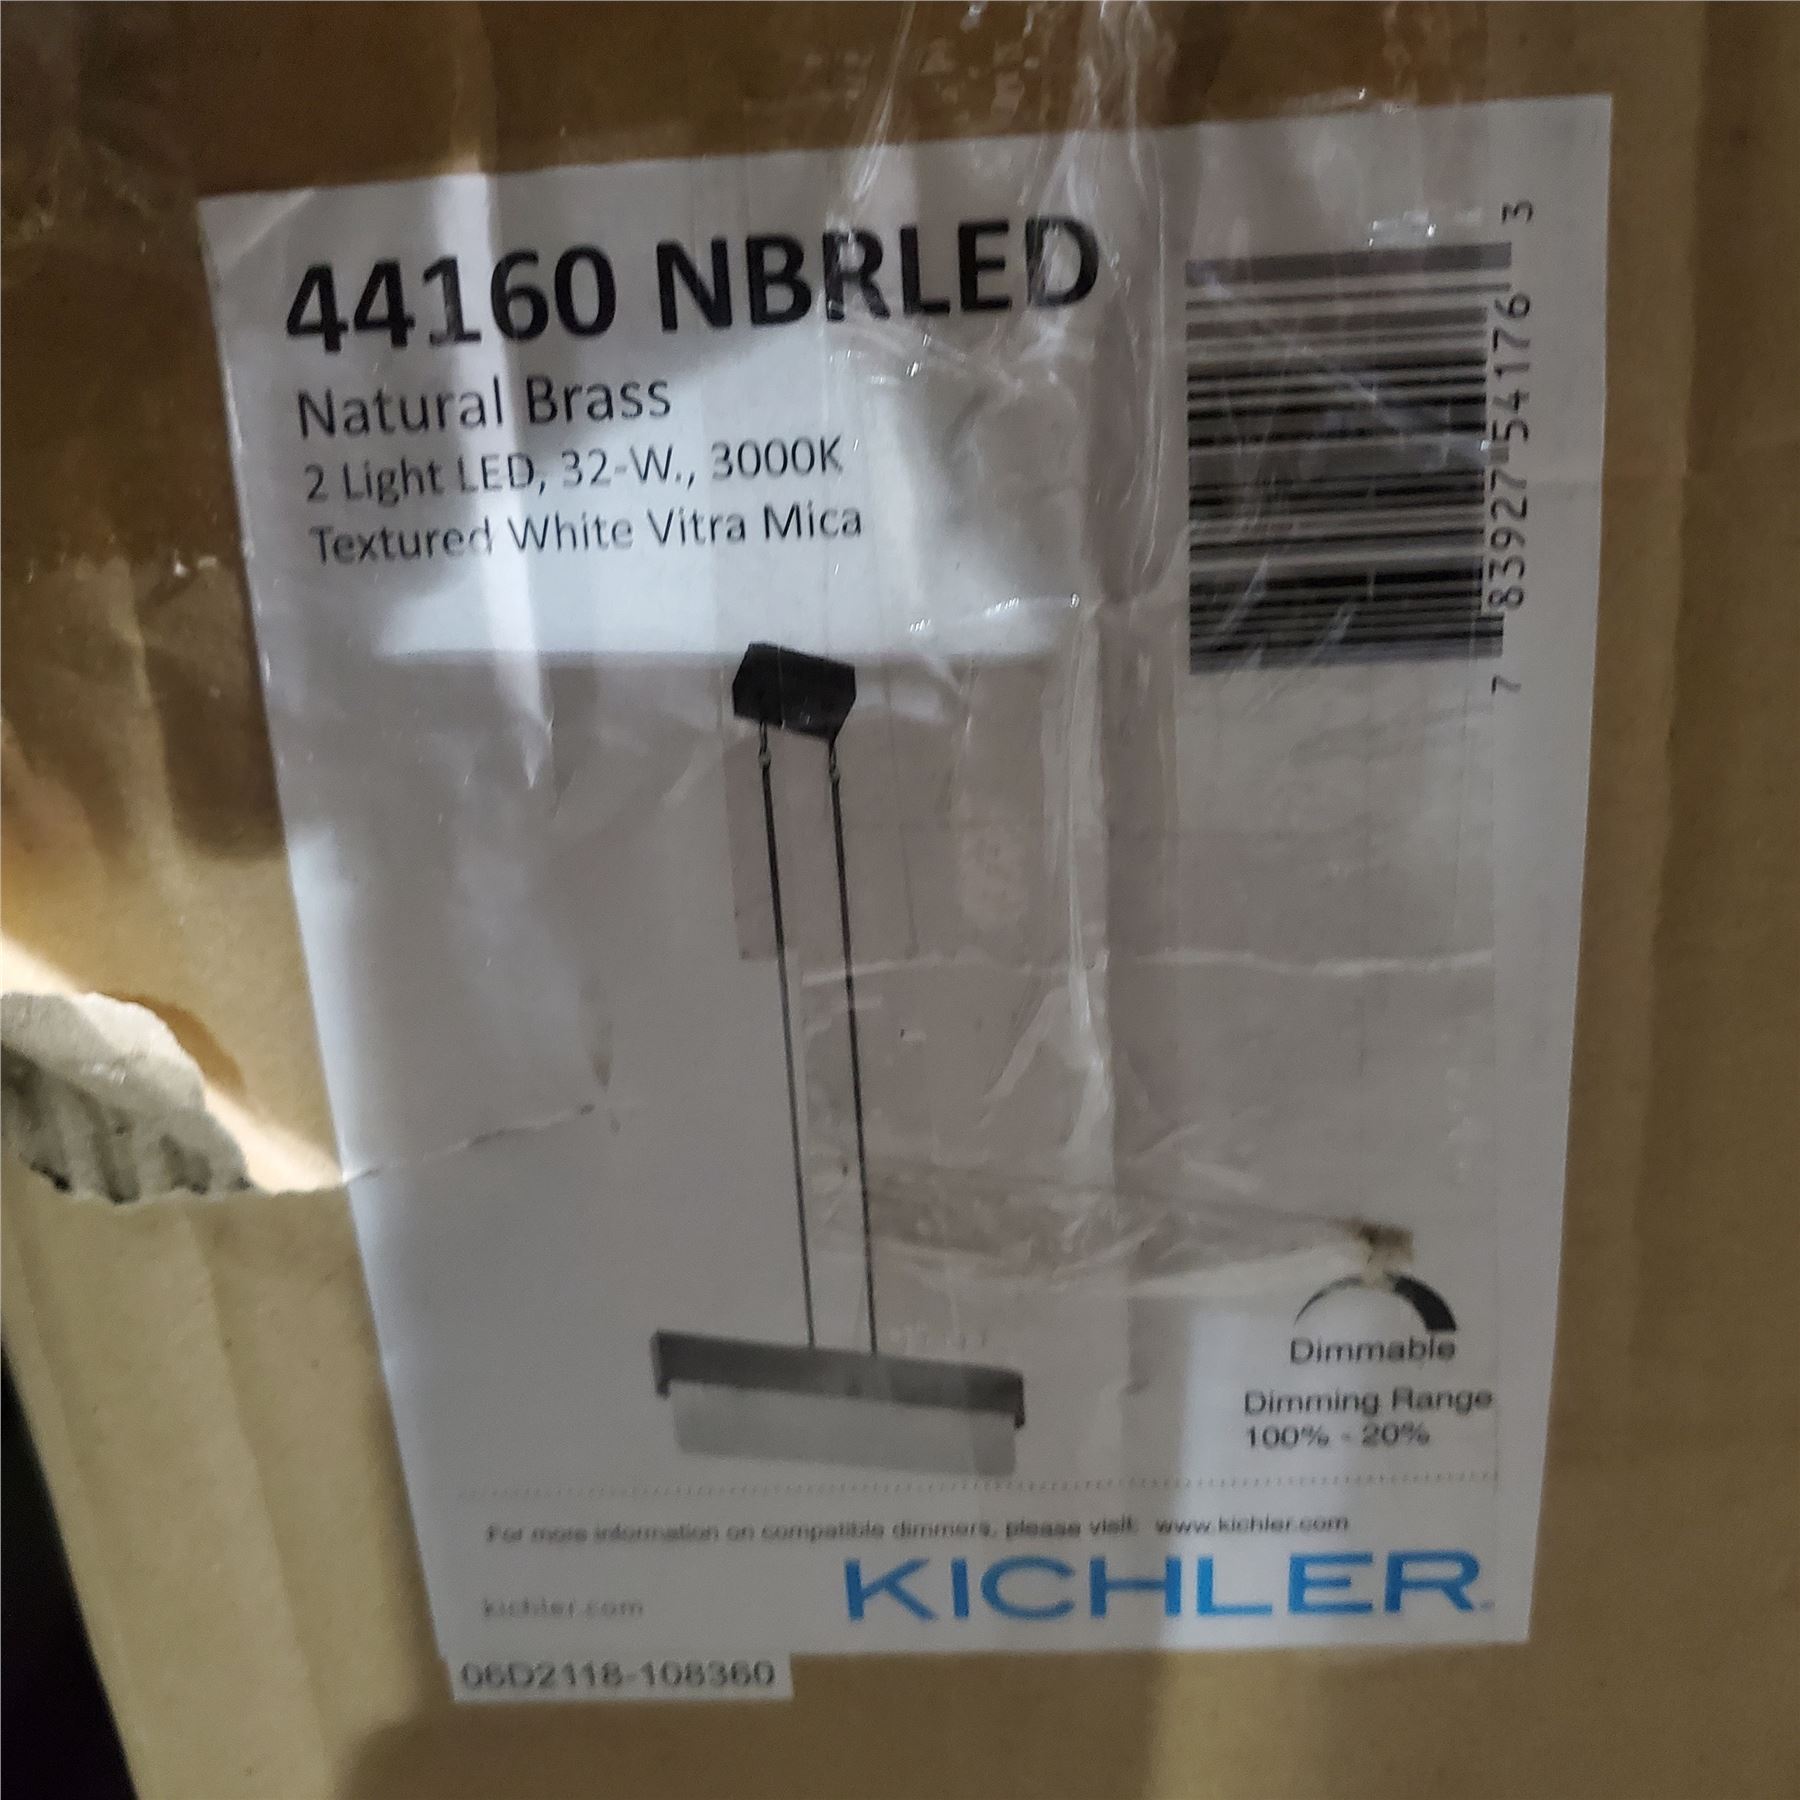 44160 NBRLED
Natural Brass
2 Light LED, 32-W., 3000K
Textured White Vitra Mica
7 83927 54176 3
Dimmable
Dimming Range
100% - 20%
For more information on compatible dimmers, please visit: www.kichler.com
kichler.com
KICHLER
06D2118-108360